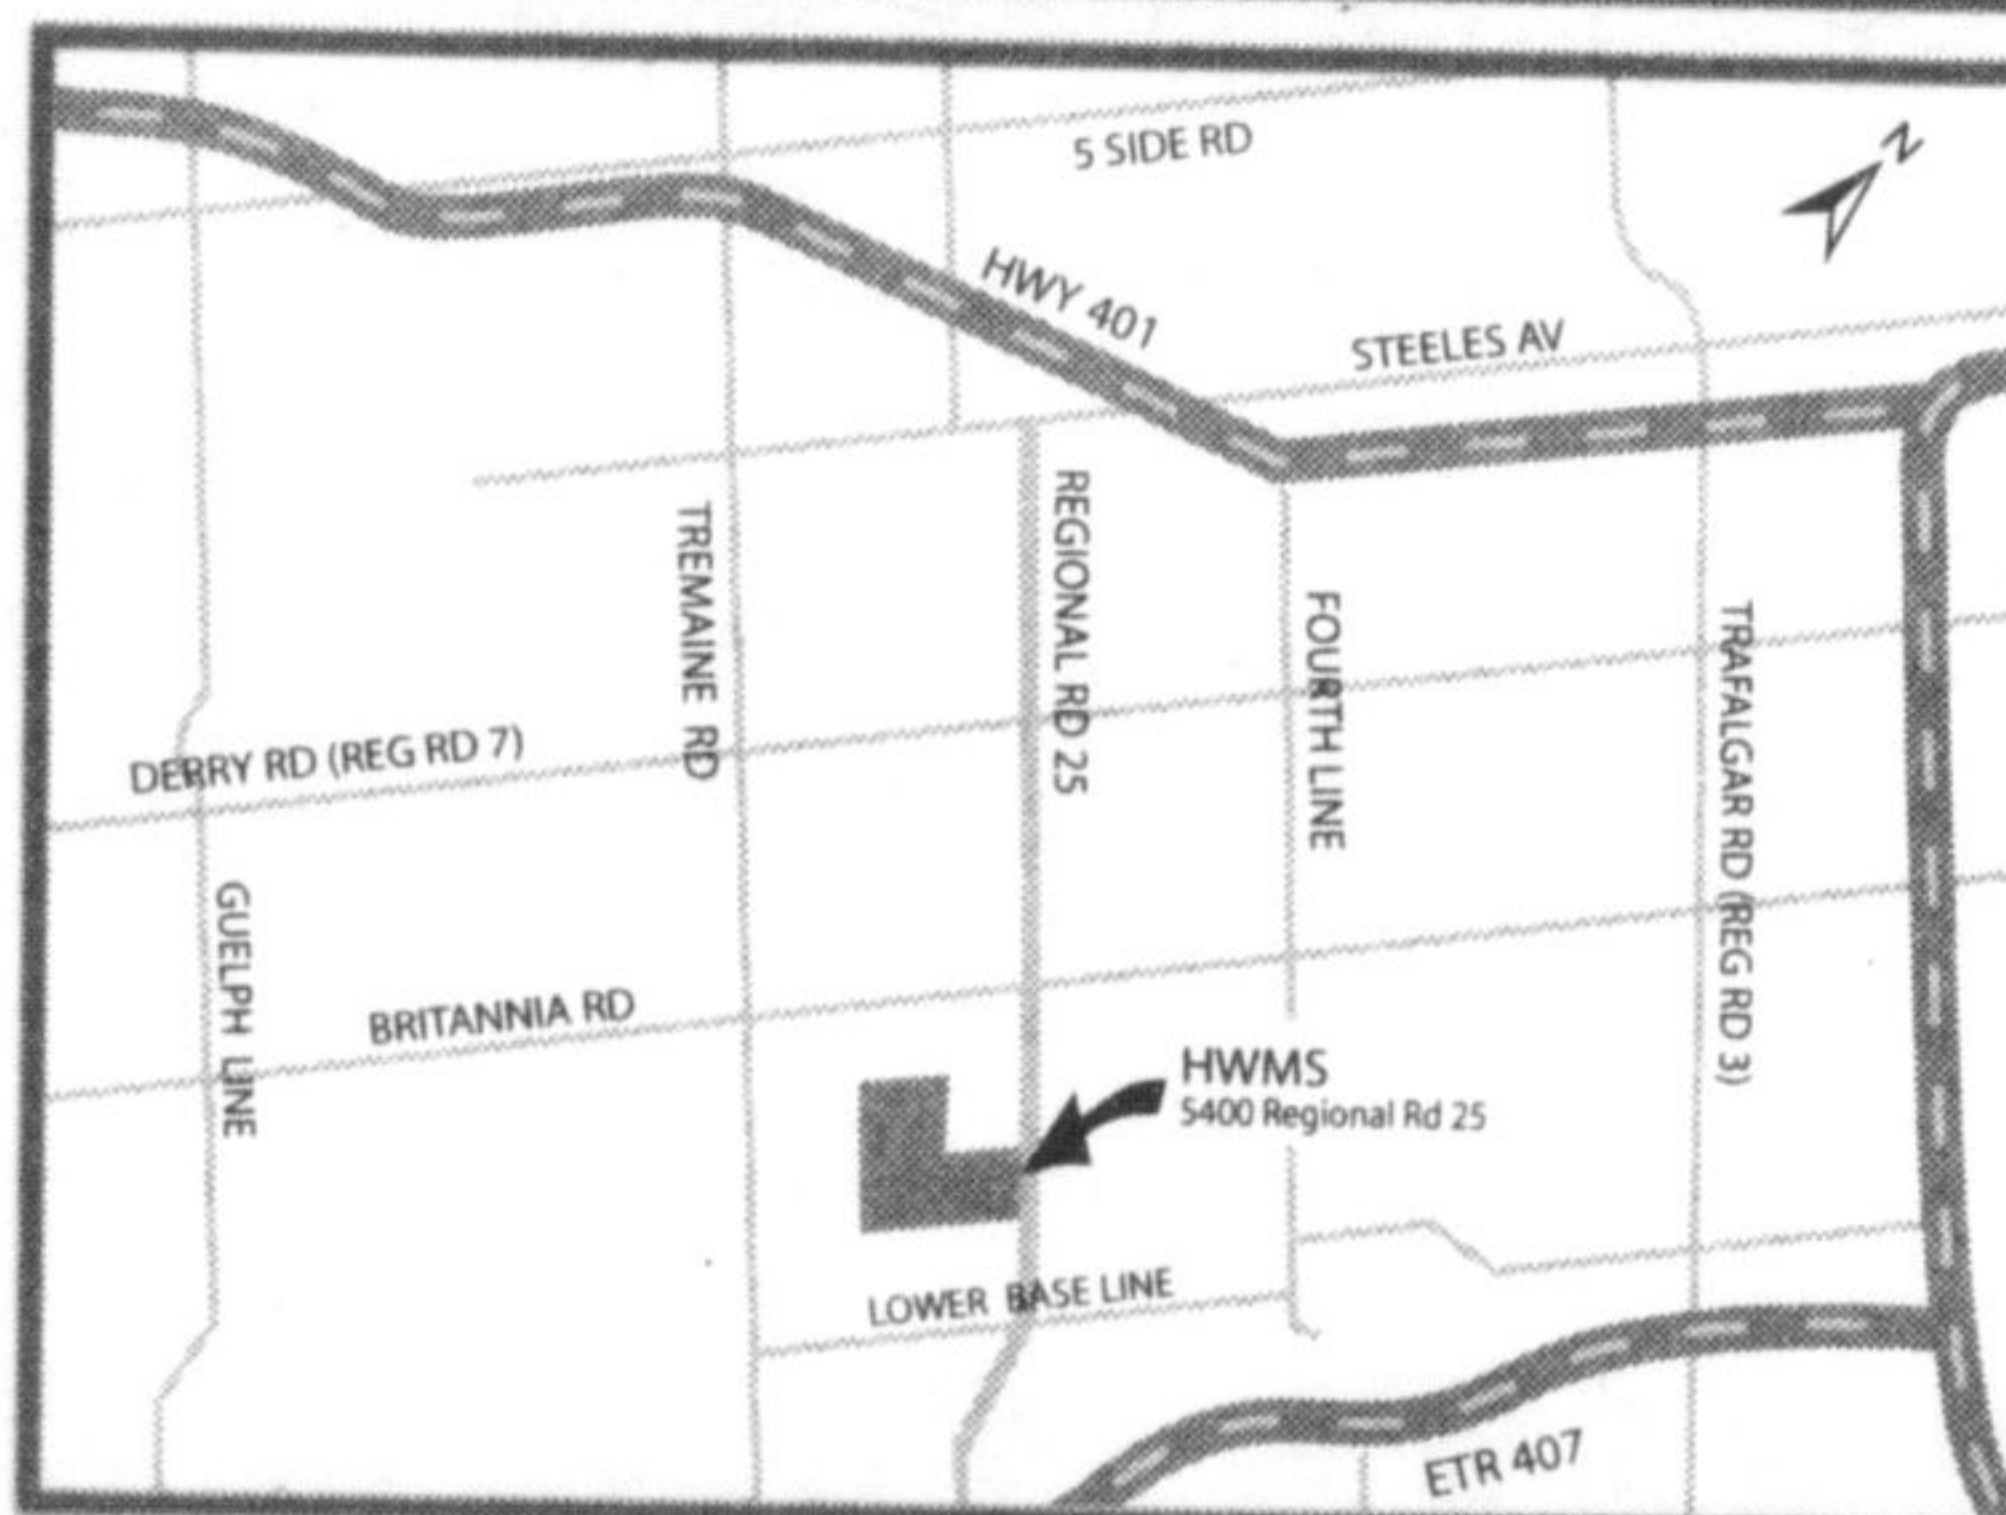 5 SIDE RD
N
HWY 401
STEELES AV
REGIONAL RD 25
TREMAINE RD
FOURTH LINE
TRAFALGAR RD (REG RD 3)
DERRY RD (REG RD 7)
GUELPH LINE
BRITANNIA RD
HWMS
5400 Regional Rd 25
LOWER BASE LINE
ETR 407